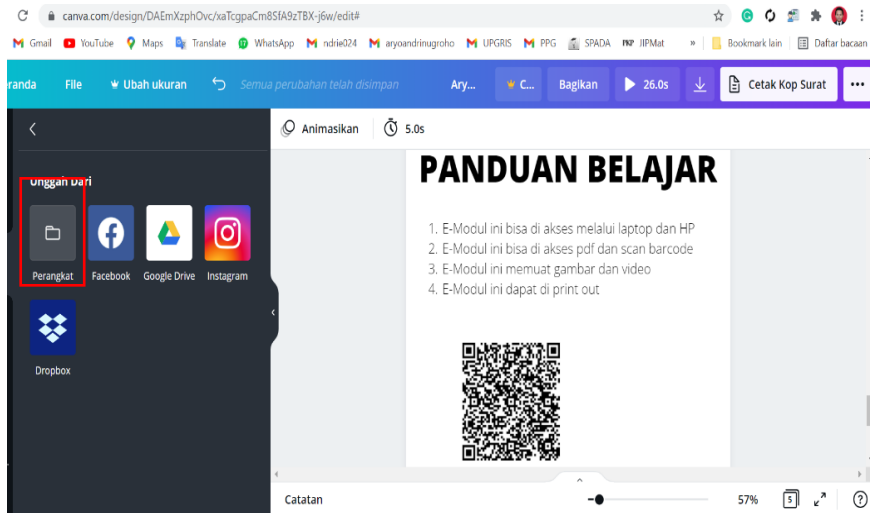 canva.com/design/DAEmXzphOvc/xaTcgpaCm8SfA9zTBX-j6w/edit#
Gmail YouTube Maps Translate WhatsApp ndrie024 aryoandrinugroho UPGRIS PPG SPADA PKP JIPMat » Bookmark lain Daftar bacaan
randa File Ubah ukuran Semua perubahan telah disimpan Ary... C... Bagikan 26.0s Cetak Kop Surat
Animasikan 5.0s
Unggah Dari
Perangkat Facebook Google Drive Instagram
Dropbox
PANDUAN BELAJAR
1. E-Modul ini bisa di akses melalui laptop dan HP
2. E-Modul ini bisa di akses pdf dan scan barcode
3. E-Modul ini memuat gambar dan video
4. E-Modul ini dapat di print out
Catatan 57% 5